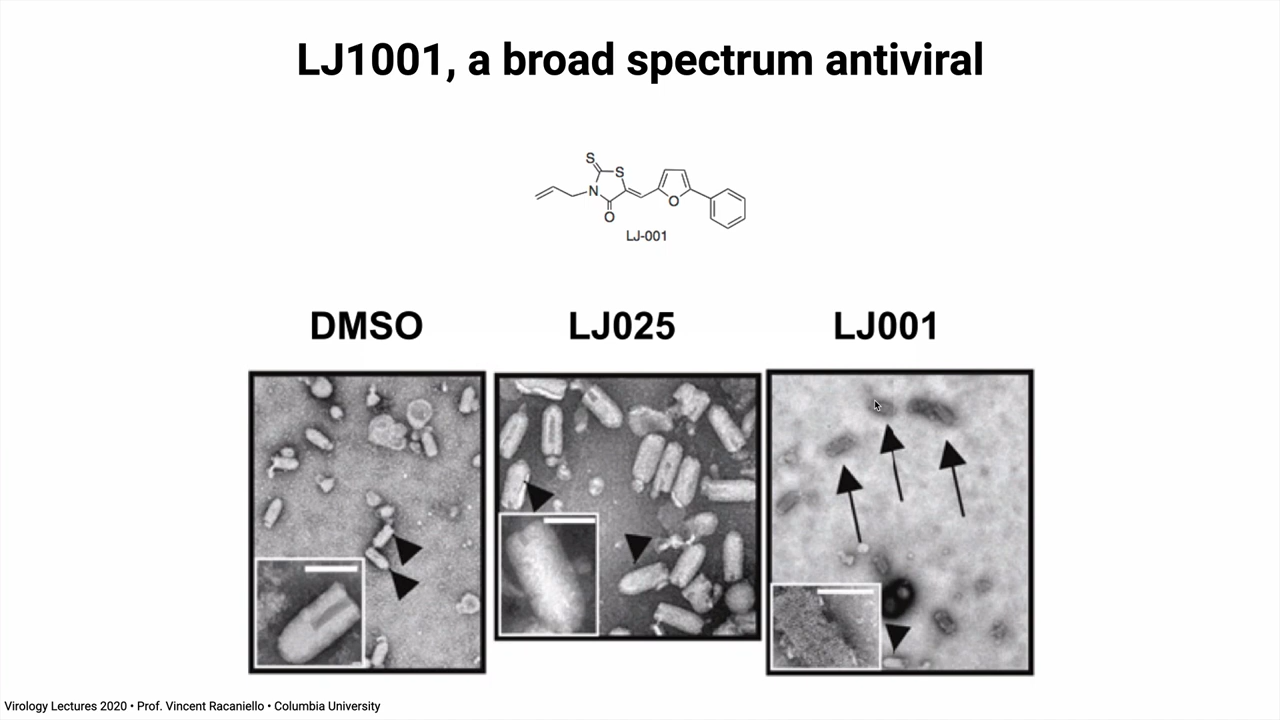 LJ1001, a broad spectrum antiviral
S
S
N
O
O
LJ-001
DMSO
LJ025
LJ001
Virology Lectures 2020 • Prof. Vincent Racaniello • Columbia University